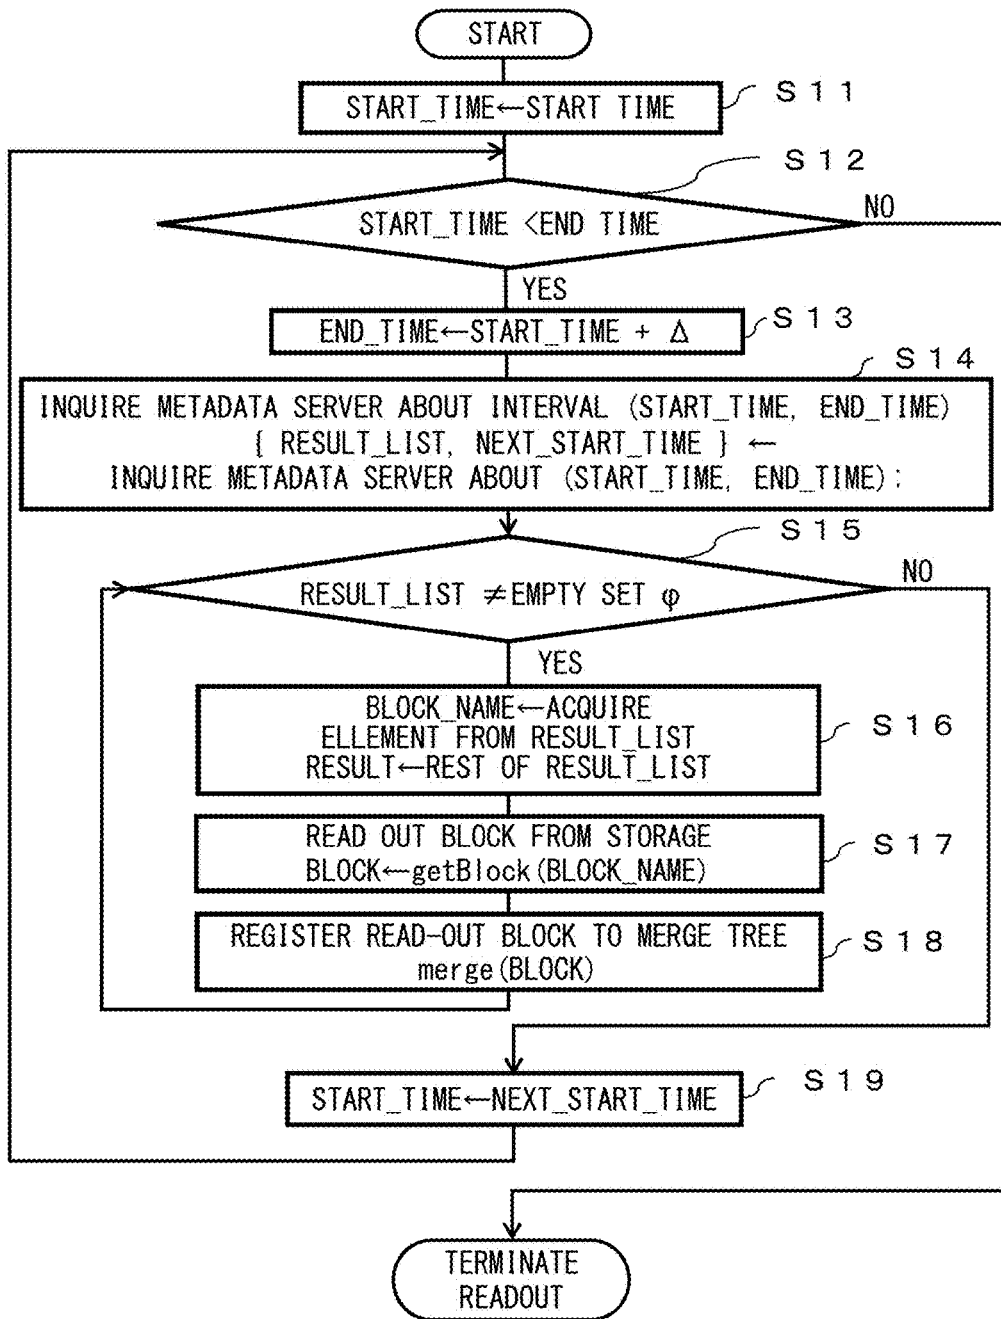 START
START_TIME←START TIME
S11
S12
START_TIME <END TIME
NO
YES
END_TIME←START_TIME + Δ
S13
S14
INQUIRE METADATA SERVER ABOUT INTERVAL (START_TIME, END_TIME)
{ RESULT_LIST, NEXT_START_TIME } ←
INQUIRE METADATA SERVER ABOUT (START_TIME, END_TIME);
S15
RESULT_LIST ≠EMPTY SET φ
NO
YES
BLOCK_NAME←ACQUIRE
ELLEMENT FROM RESULT_LIST
RESULT←REST OF RESULT_LIST
S16
READ OUT BLOCK FROM STORAGE
BLOCK←getBlock(BLOCK_NAME)
S17
REGISTER READ-OUT BLOCK TO MERGE TREE
merge(BLOCK)
S18
START_TIME←NEXT_START_TIME
S19
TERMINATE
READOUT